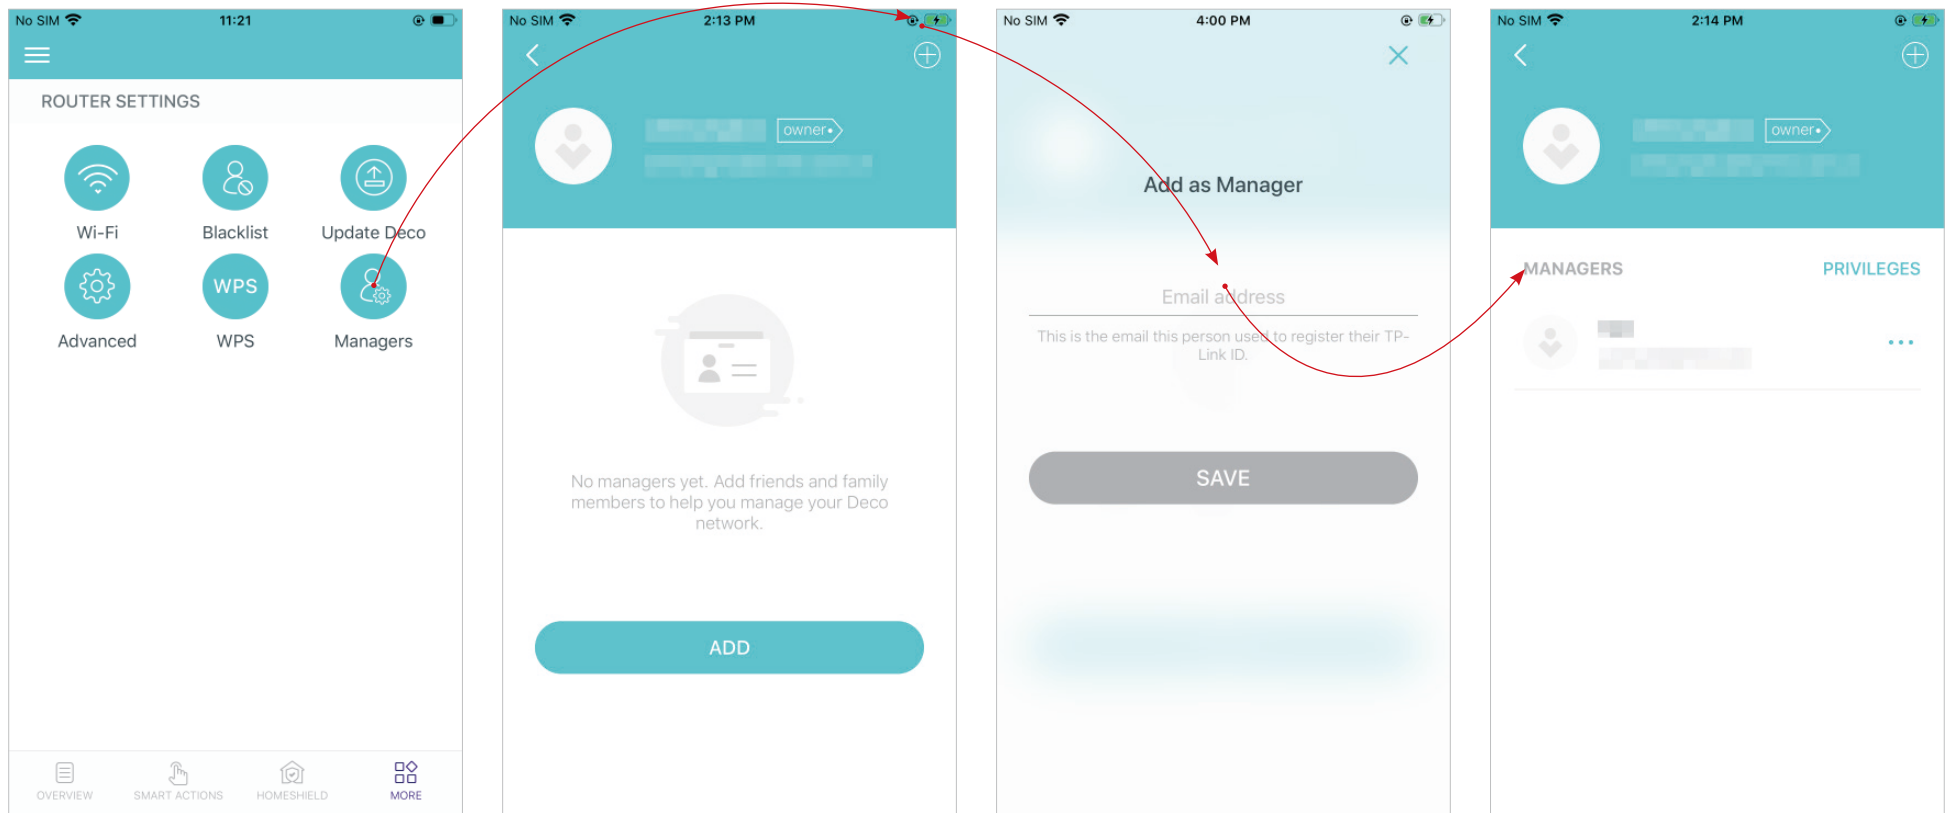 No SIM 11:21
ROUTER SETTINGS
Wi-Fi Blacklist Update Deco
WPS
Advanced WPS Managers
OVERVIEW SMART ACTIONS HOMESHIELD MORE
No SIM 2:13 PM
owner
No managers yet. Add friends and family
members to help you manage your Deco
network.
ADD
No SIM 4:00 PM
Add as Manager
Email address
This is the email this person used to register their TP-
Link ID.
SAVE
No SIM 2:14 PM
owner
MANAGERS PRIVILEGES